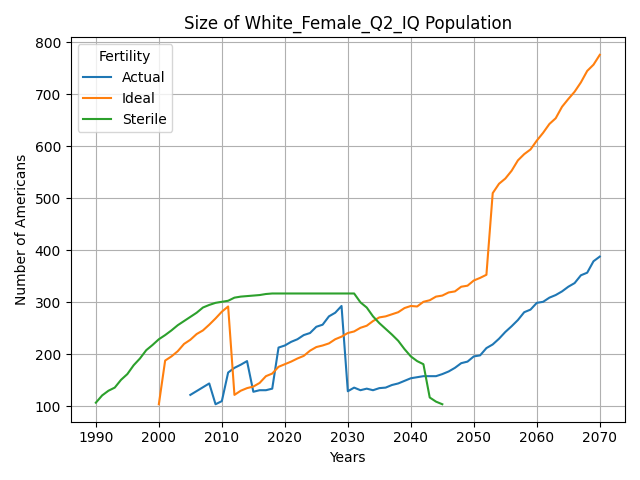 Size of White_Female_Q2_IQ Population
Number of Americans
800
700
600
500
400
300
200
100
Fertility
Actual
Ideal
Sterile
1990 2000 2010 2020 2030 2040 2050 2060 2070
Years